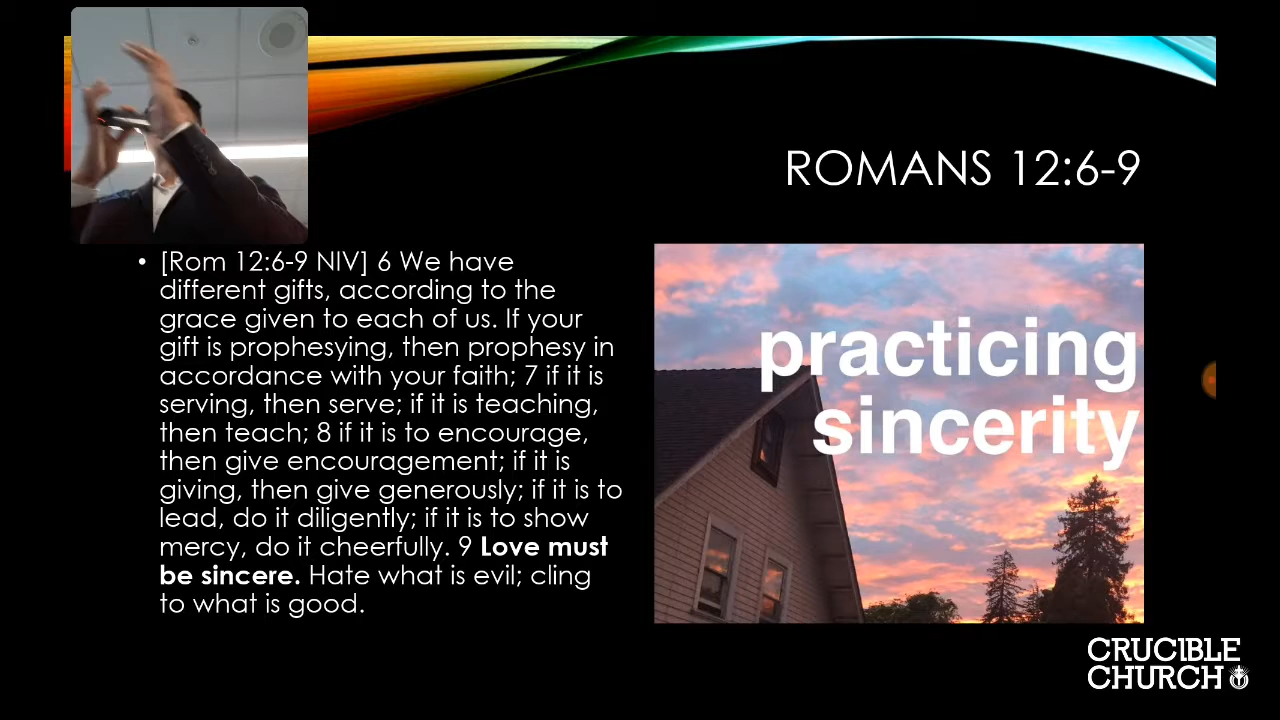 ROMANS 12:6-9
• [Rom 12:6-9 NIV] 6 We have
different gifts, according to the
grace given to each of us. If your
gift is prophesying, then prophesy in
accordance with your faith; 7 if it is
serving, then serve; if it is teaching,
then teach; 8 if it is to encourage,
then give encouragement; if it is
giving, then give generously; if it is to
lead, do it diligently; if it is to show
mercy, do it cheerfully. 9 Love must
be sincere. Hate what is evil; cling
to what is good.
practicing
sincerity
CRUCIBLE
CHURCH